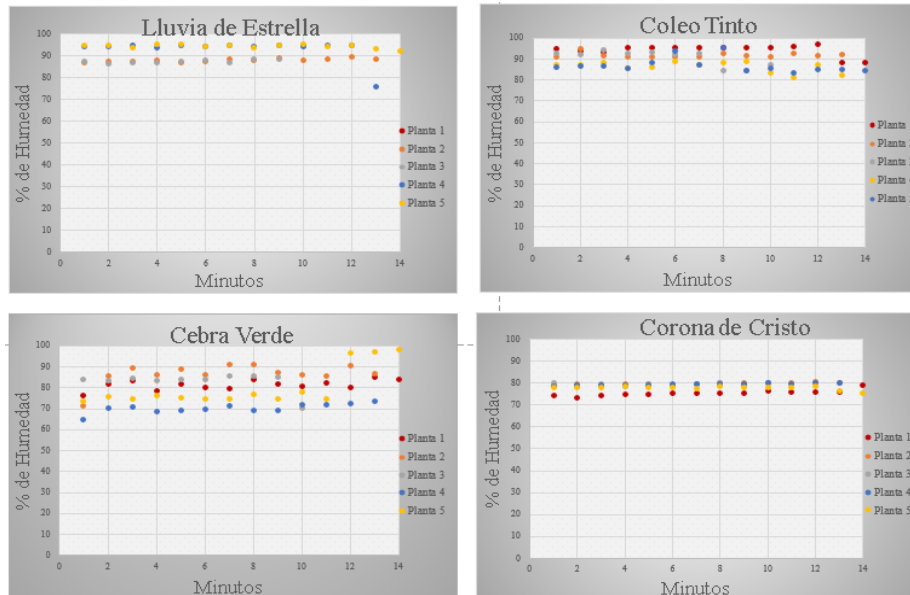 Lluvia de Estrella
100
90
80
70
60
50
40
30
20
10
0
% de Humedad
0 2 4 6 8 10 12 14
Minutos
Planta 1
Planta 2
Planta 3
Planta 4
Planta 5
Coleo Tinto
100
90
80
70
60
50
40
30
20
10
0
% de Humedad
0 2 4 6 8 10 12 14
Minutos
Planta
Planta
Planta
Planta
Planta
Cebra Verde
100
90
80
70
60
50
40
30
20
10
0
% de Humedad
0 2 4 6 8 10 12 14
Minutos
Planta 1
Planta 2
Planta 3
Planta 4
Planta 5
Corona de Cristo
100
90
80
70
60
50
40
30
20
10
0
% de Humedad
0 2 4 6 8 10 12 14
Minutos
Planta 1
Planta 2
Planta 3
Planta 4
Planta 5